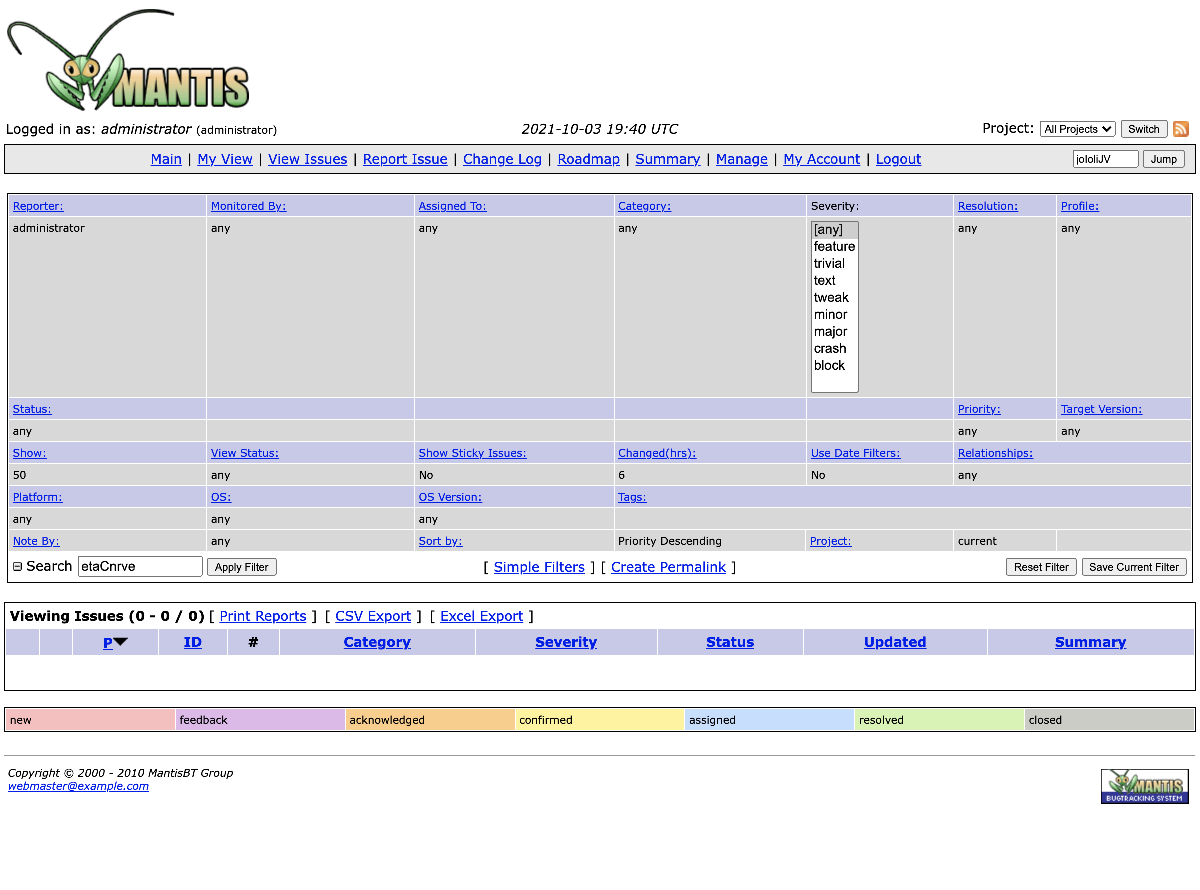 MANTIS
Logged in as: administrator (administrator) 2021-10-03 19:40 UTC Project: All Projects Switch
Main | My View | View Issues | Report Issue | Change Log | Roadmap | Summary | Manage | My Account | Logout jololiJV Jump
Reporter: Monitored By: Assigned To: Category: Severity: Resolution: Profile:
administrator any any any [any] any any
feature
trivial
text
tweak
minor
major
crash
block
Status: Priority: Target Version:
any any any
Show: View Status: Show Sticky Issues: Changed(hrs): Use Date Filters: Relationships:
50 any No 6 No any
Platform: OS: OS Version: Tags:
any any any
Note By: any Sort by: Priority Descending Project: current
Search etaCnrve Apply Filter [ Simple Filters ] [ Create Permalink ] Reset Filter Save Current Filter
Viewing Issues (0 - 0 / 0) [ Print Reports ] [ CSV Export ] [ Excel Export ]
P ID # Category Severity Status Updated Summary
new feedback acknowledged confirmed assigned resolved closed
Copyright © 2000 - 2010 MantisBT Group
webmaster@example.com
MANTIS
BUGTRACKING SYSTEM